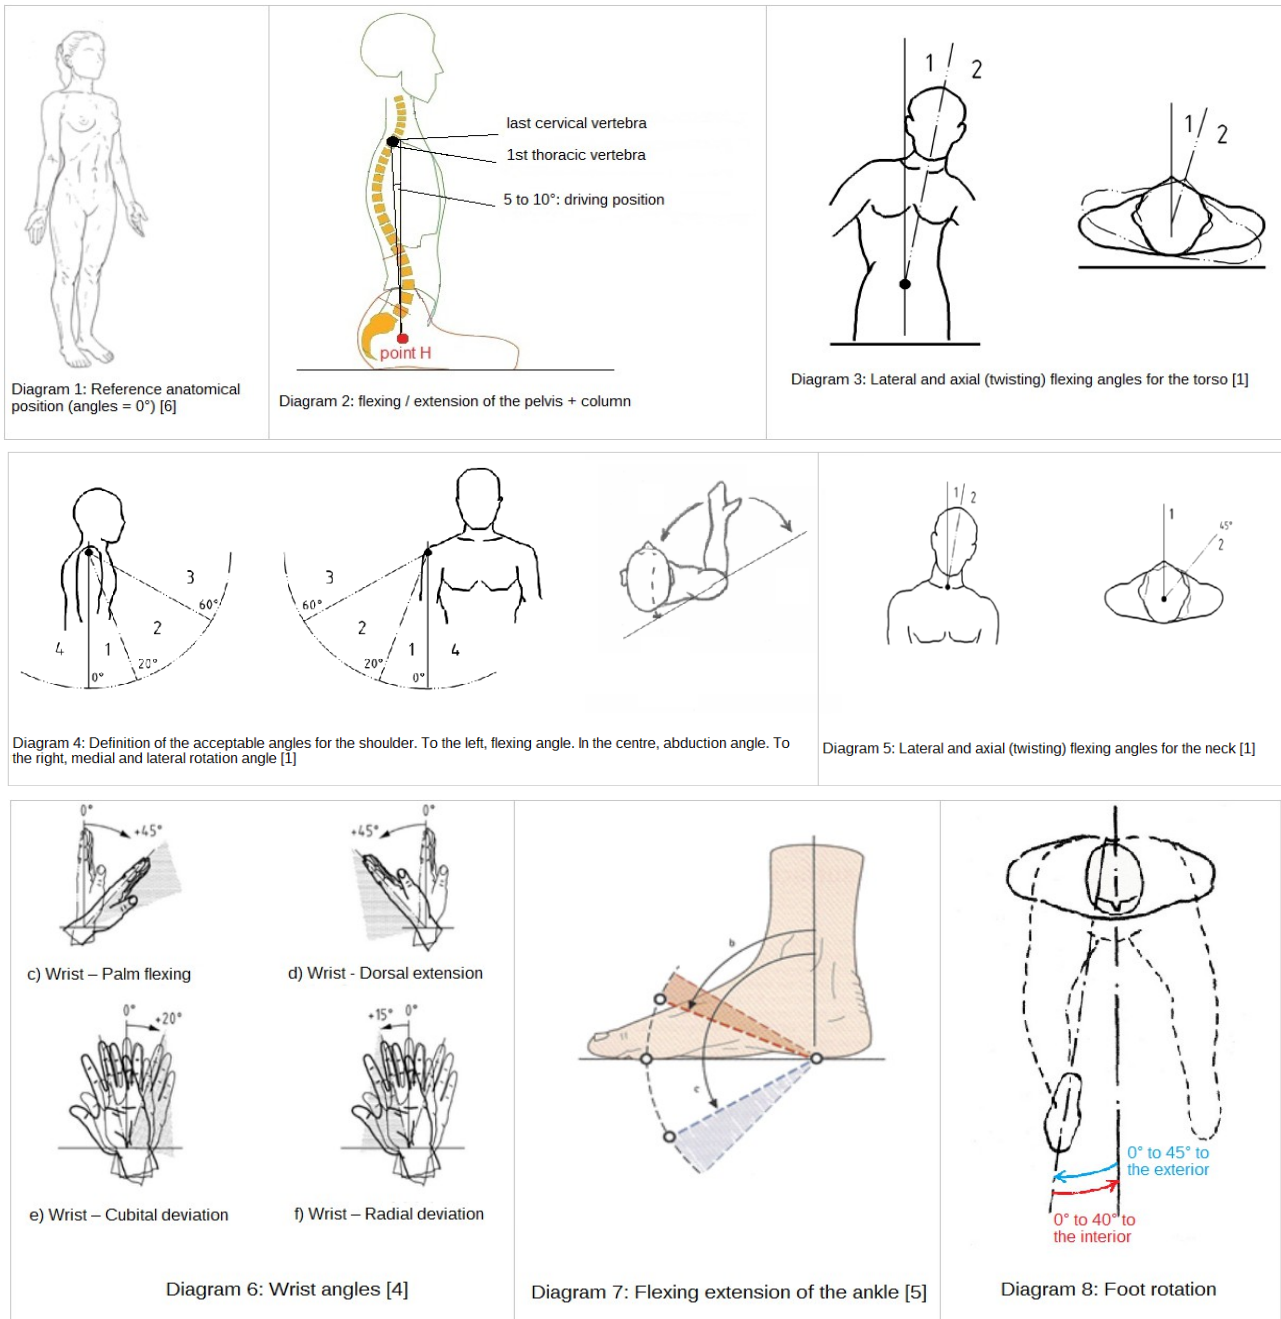 last cervical vertebra
1st thoracic vertebra
5 to 10°: driving position
point H
1
2
1
2
Diagram 1: Reference anatomical
position (angles = 0°) [6]
Diagram 2: flexing / extension of the pelvis + column
Diagram 3: Lateral and axial (twisting) flexing angles for the torso [1]
3
60°
2
4
1
20°
0°
3
60°
2
1
4
20°
0°
1
2
1
45°
2
Diagram 4: Definition of the acceptable angles for the shoulder. To the left, flexing angle. In the centre, abduction angle. To
the right, medial and lateral rotation angle [1]
Diagram 5: Lateral and axial (twisting) flexing angles for the neck [1]
0°
+45°
0°
+45°
c) Wrist – Palm flexing
d) Wrist - Dorsal extension
0°
+20°
+15°
0°
e) Wrist – Cubital deviation
f) Wrist – Radial deviation
Diagram 6: Wrist angles [4]
b
c
Diagram 7: Flexing extension of the ankle [5]
0° to 45° to
the exterior
0° to 40° to
the interior
Diagram 8: Foot rotation